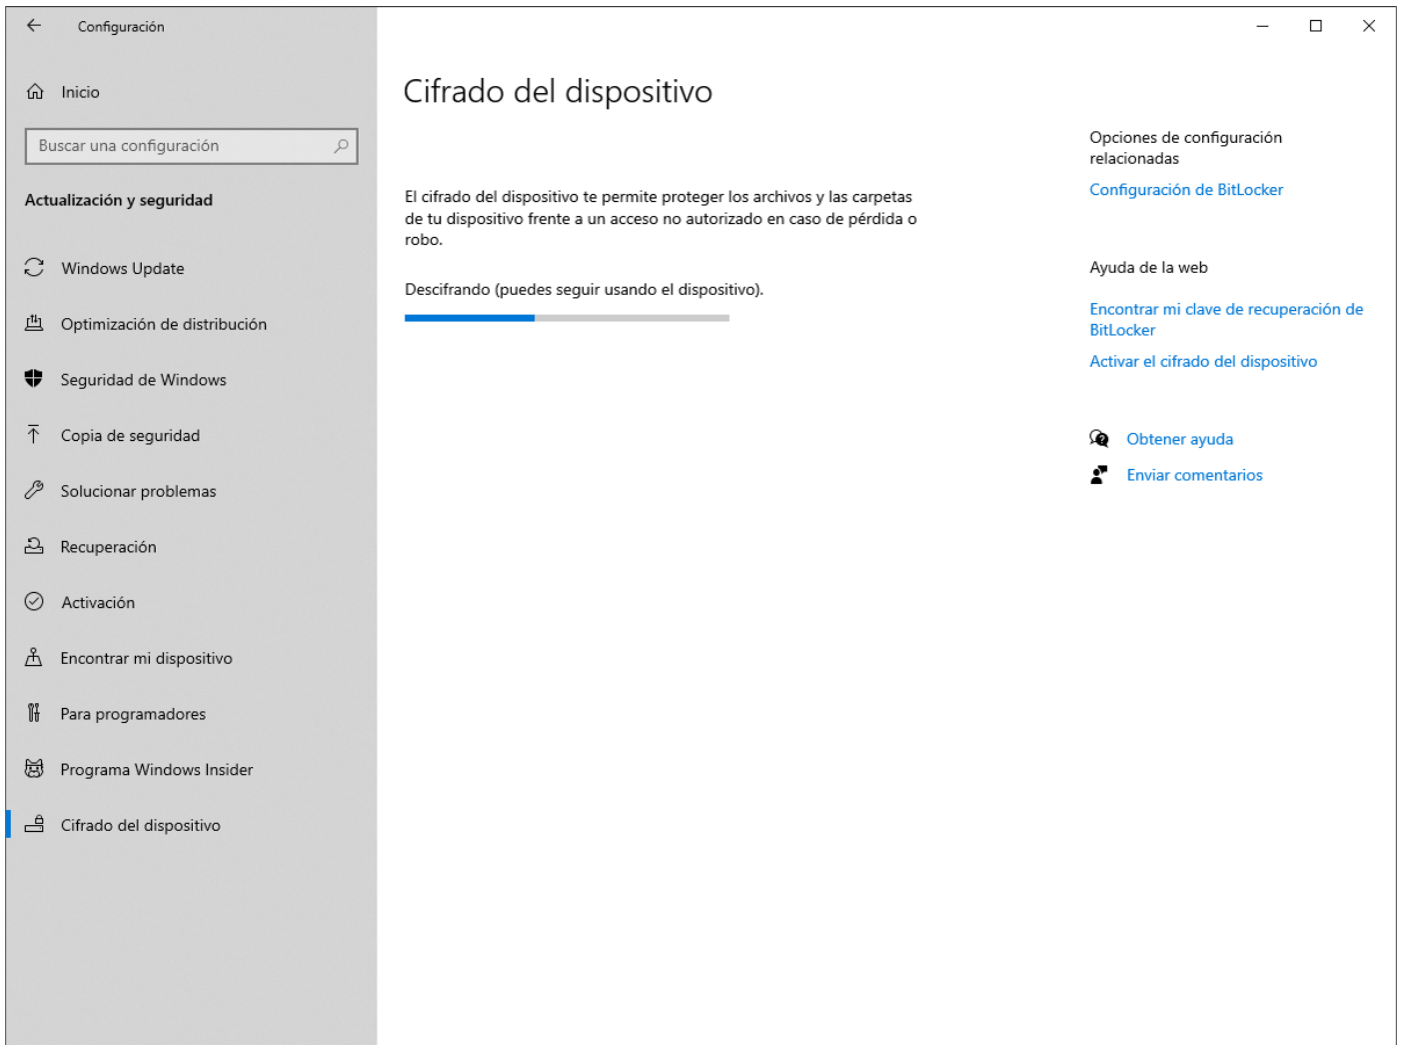 Configuración
Inicio
Buscar una configuración
Actualización y seguridad
Windows Update
Optimización de distribución
Seguridad de Windows
Copia de seguridad
Solucionar problemas
Recuperación
Activación
Encontrar mi dispositivo
Para programadores
Programa Windows Insider
Cifrado del dispositivo
Cifrado del dispositivo
El cifrado del dispositivo te permite proteger los archivos y las carpetas
de tu dispositivo frente a un acceso no autorizado en caso de pérdida o
robo.
Descifrando (puedes seguir usando el dispositivo).
Opciones de configuración
relacionadas
Configuración de BitLocker
Ayuda de la web
Encontrar mi clave de recuperación de
BitLocker
Activar el cifrado del dispositivo
Obtener ayuda
Enviar comentarios